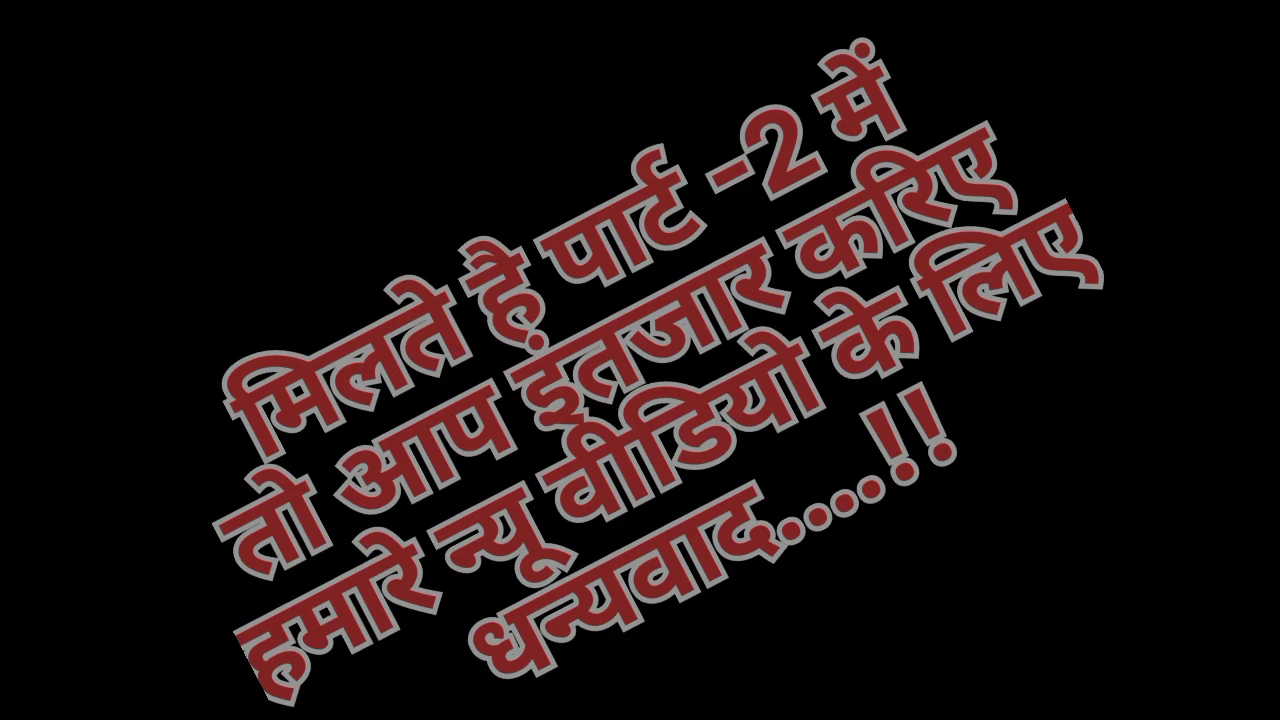 मिलते है पार्ट -2 में
तो आप इंतजार करिए
हमारे न्यू वीडियो के लिए
धन्यवाद.....!!